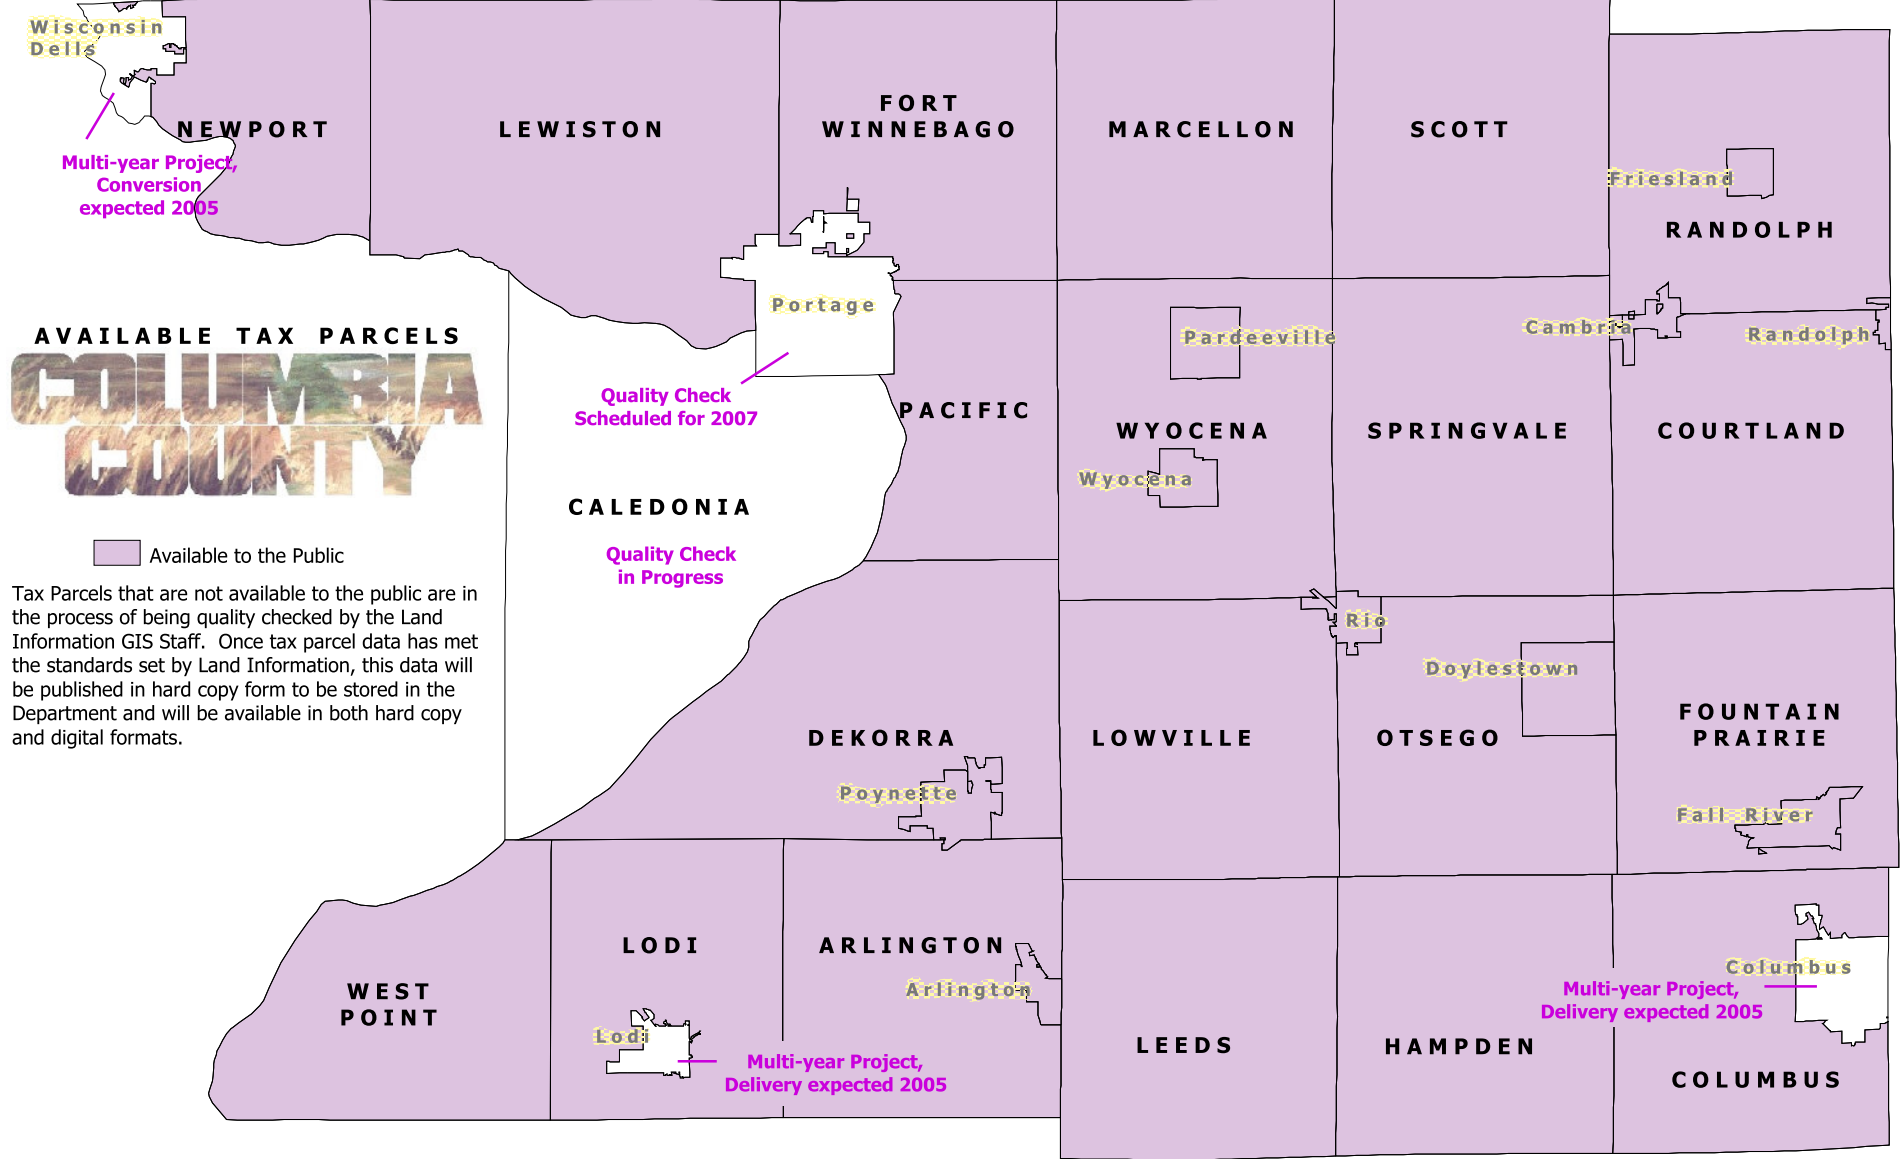 Wisconsin
Dells
NEWPORT
LEWISTON
FORT
WINNEBAGO
MARCELLON
SCOTT
Friesland
RANDOLPH
Multi-year Project,
Conversion
expected 2005
Portage
Pardeeville
Cambria
Randolph
AVAILABLE TAX PARCELS
COLUMBIA
COUNTY
Quality Check
Scheduled for 2007
PACIFIC
WYOCENA
SPRINGVALE
COURTLAND
Wyocena
CALEDONIA
Quality Check
in Progress
Available to the Public
Tax Parcels that are not available to the public are in
the process of being quality checked by the Land
Information GIS Staff.  Once tax parcel data has met
the standards set by Land Information, this data will
be published in hard copy form to be stored in the
Department and will be available in both hard copy
and digital formats.
Rio
Doylestown
DEKORRA
LOWVILLE
OTSEGO
FOUNTAIN
PRAIRIE
Poynette
Fall River
LODI
ARLINGTON
WEST
POINT
Arlington
Columbus
Multi-year Project,
Delivery expected 2005
Lodi
Multi-year Project,
Delivery expected 2005
LEEDS
HAMPDEN
COLUMBUS